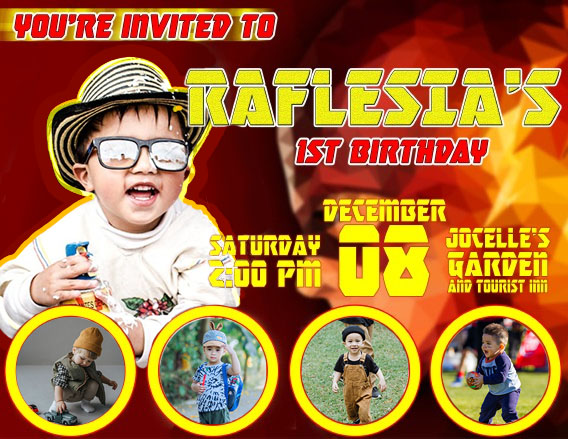 YOU'RE INVITED TO
RAFLESIA'S
1ST BIRTHDAY
SATURDAY
2:00 PM
DECEMBER
08
JOCELLE'S
GARDEN
AND TOURIST INN